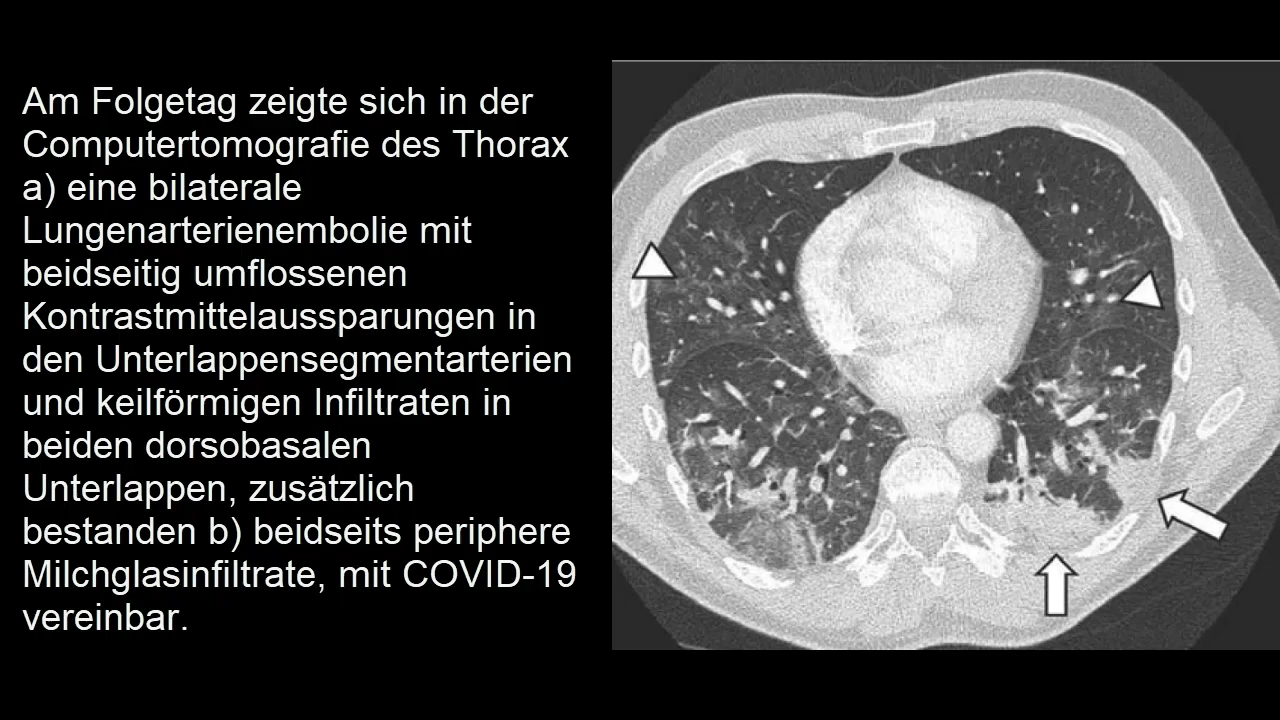 Am Folgetag zeigte sich in der
Computertomografie des Thorax
a) eine bilaterale
Lungenarterienembolie mit
beidseitig umflossenen
Kontrastmittelaussparungen in
den Unterlappensegmentarterien
und keilförmigen Infiltraten in
beiden dorsobasalen
Unterlappen, zusätzlich
bestanden b) beidseits periphere
Milchglasinfiltrate, mit COVID-19
vereinbar.